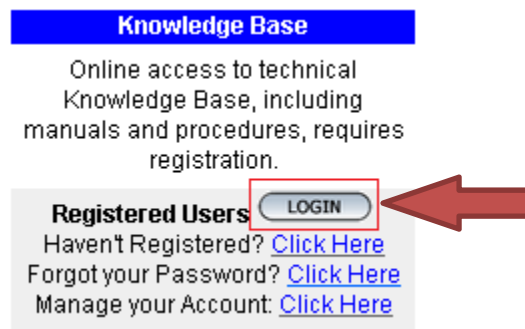 Knowledge Base
Online access to technical
Knowledge Base, including
manuals and procedures, requires
registration.
Registered Users LOGIN
Haven't Registered? Click Here
Forgot your Password? Click Here
Manage your Account: Click Here